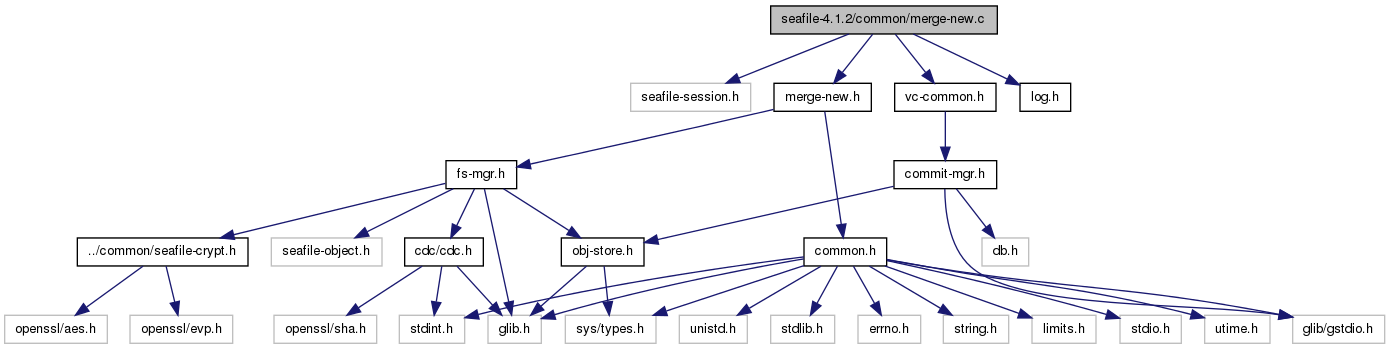 seafile-4.1.2/common/merge-new.c
seafile-session.h
merge-new.h
vc-common.h
log.h
fs-mgr.h
commit-mgr.h
../common/seafile-crypt.h
seafile-object.h
cdc/cdc.h
obj-store.h
common.h
db.h
openssl/aes.h
openssl/evp.h
openssl/sha.h
stdint.h
glib.h
sys/types.h
unistd.h
stdlib.h
errno.h
string.h
limits.h
stdio.h
utime.h
glib/gstdio.h